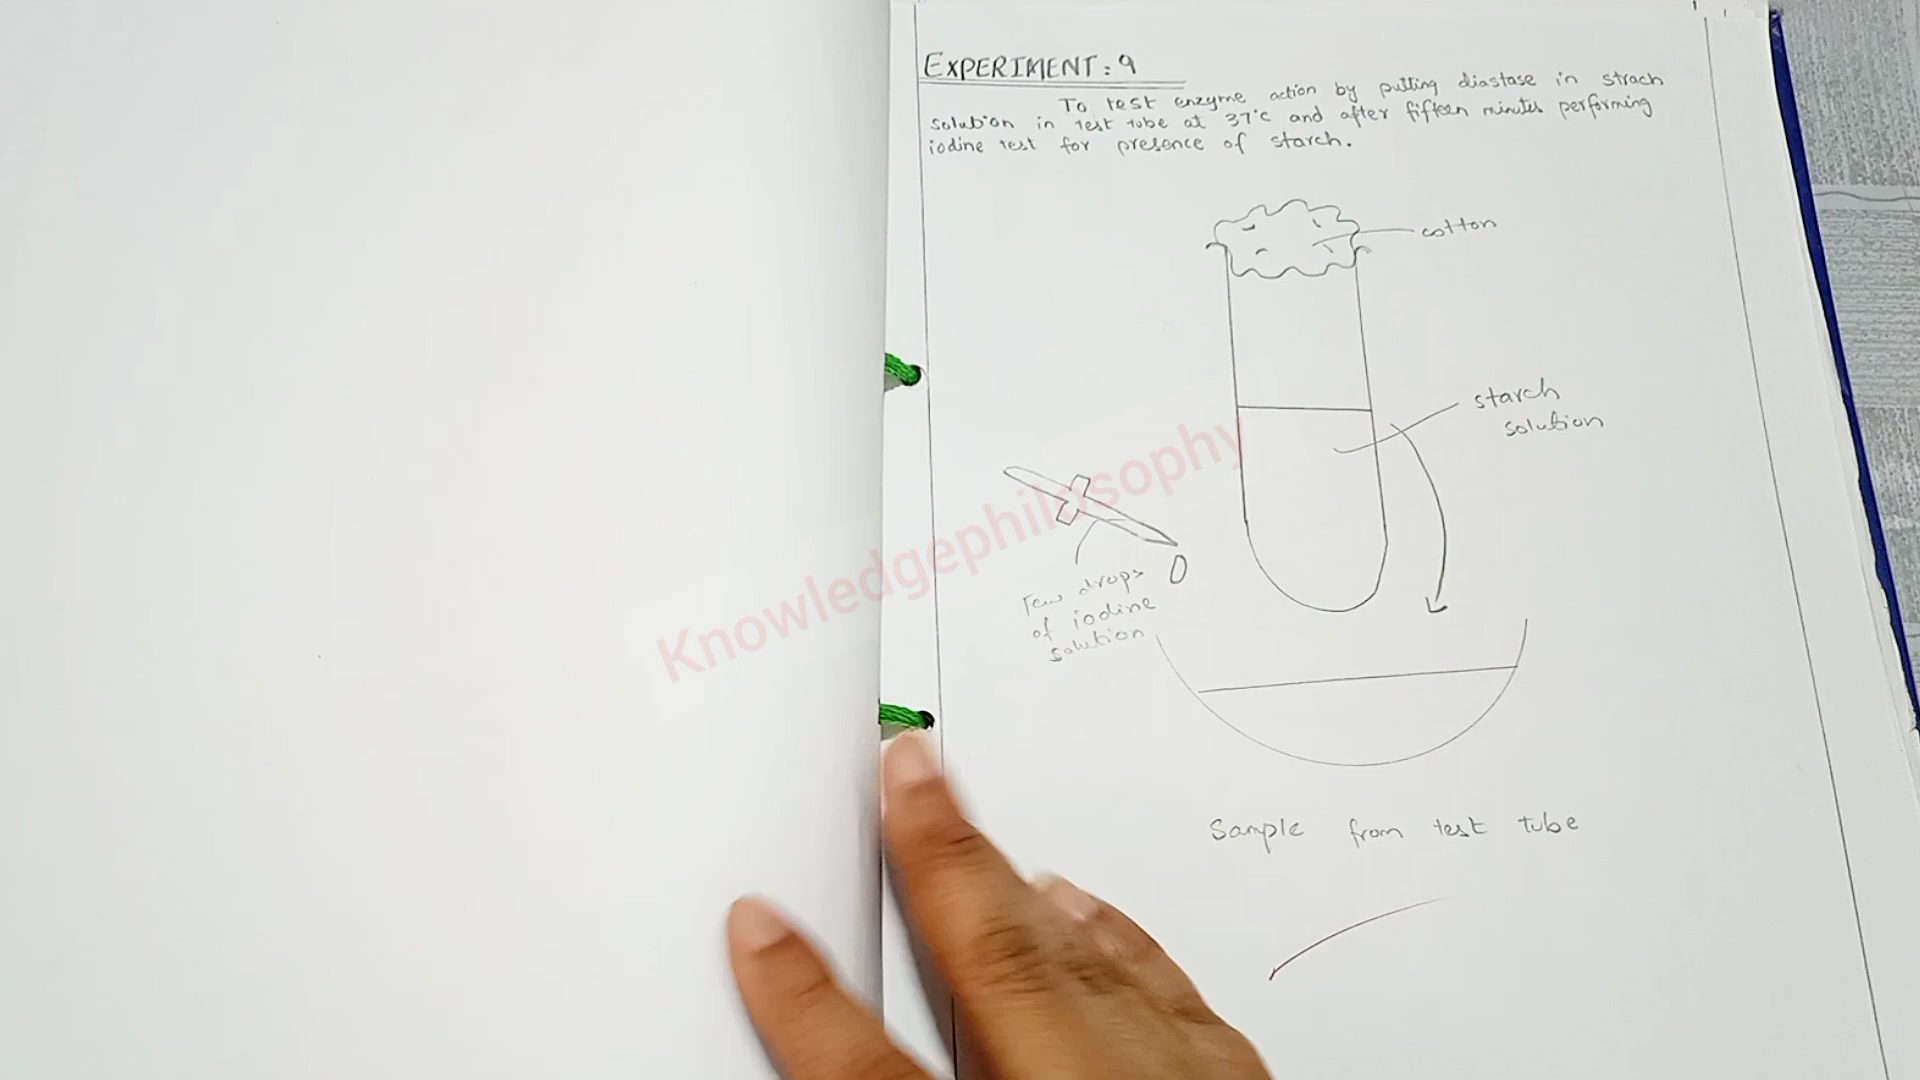 EXPERIMENT: 9
To test enzyme action by putting diastase in strach
solution in test tube at 37°C and after fifteen minutes performing
iodine test for presence of starch.
cotton
starch
solution
Few drops
of iodine
solution
Sample from test tube
Knowledgephilosophy